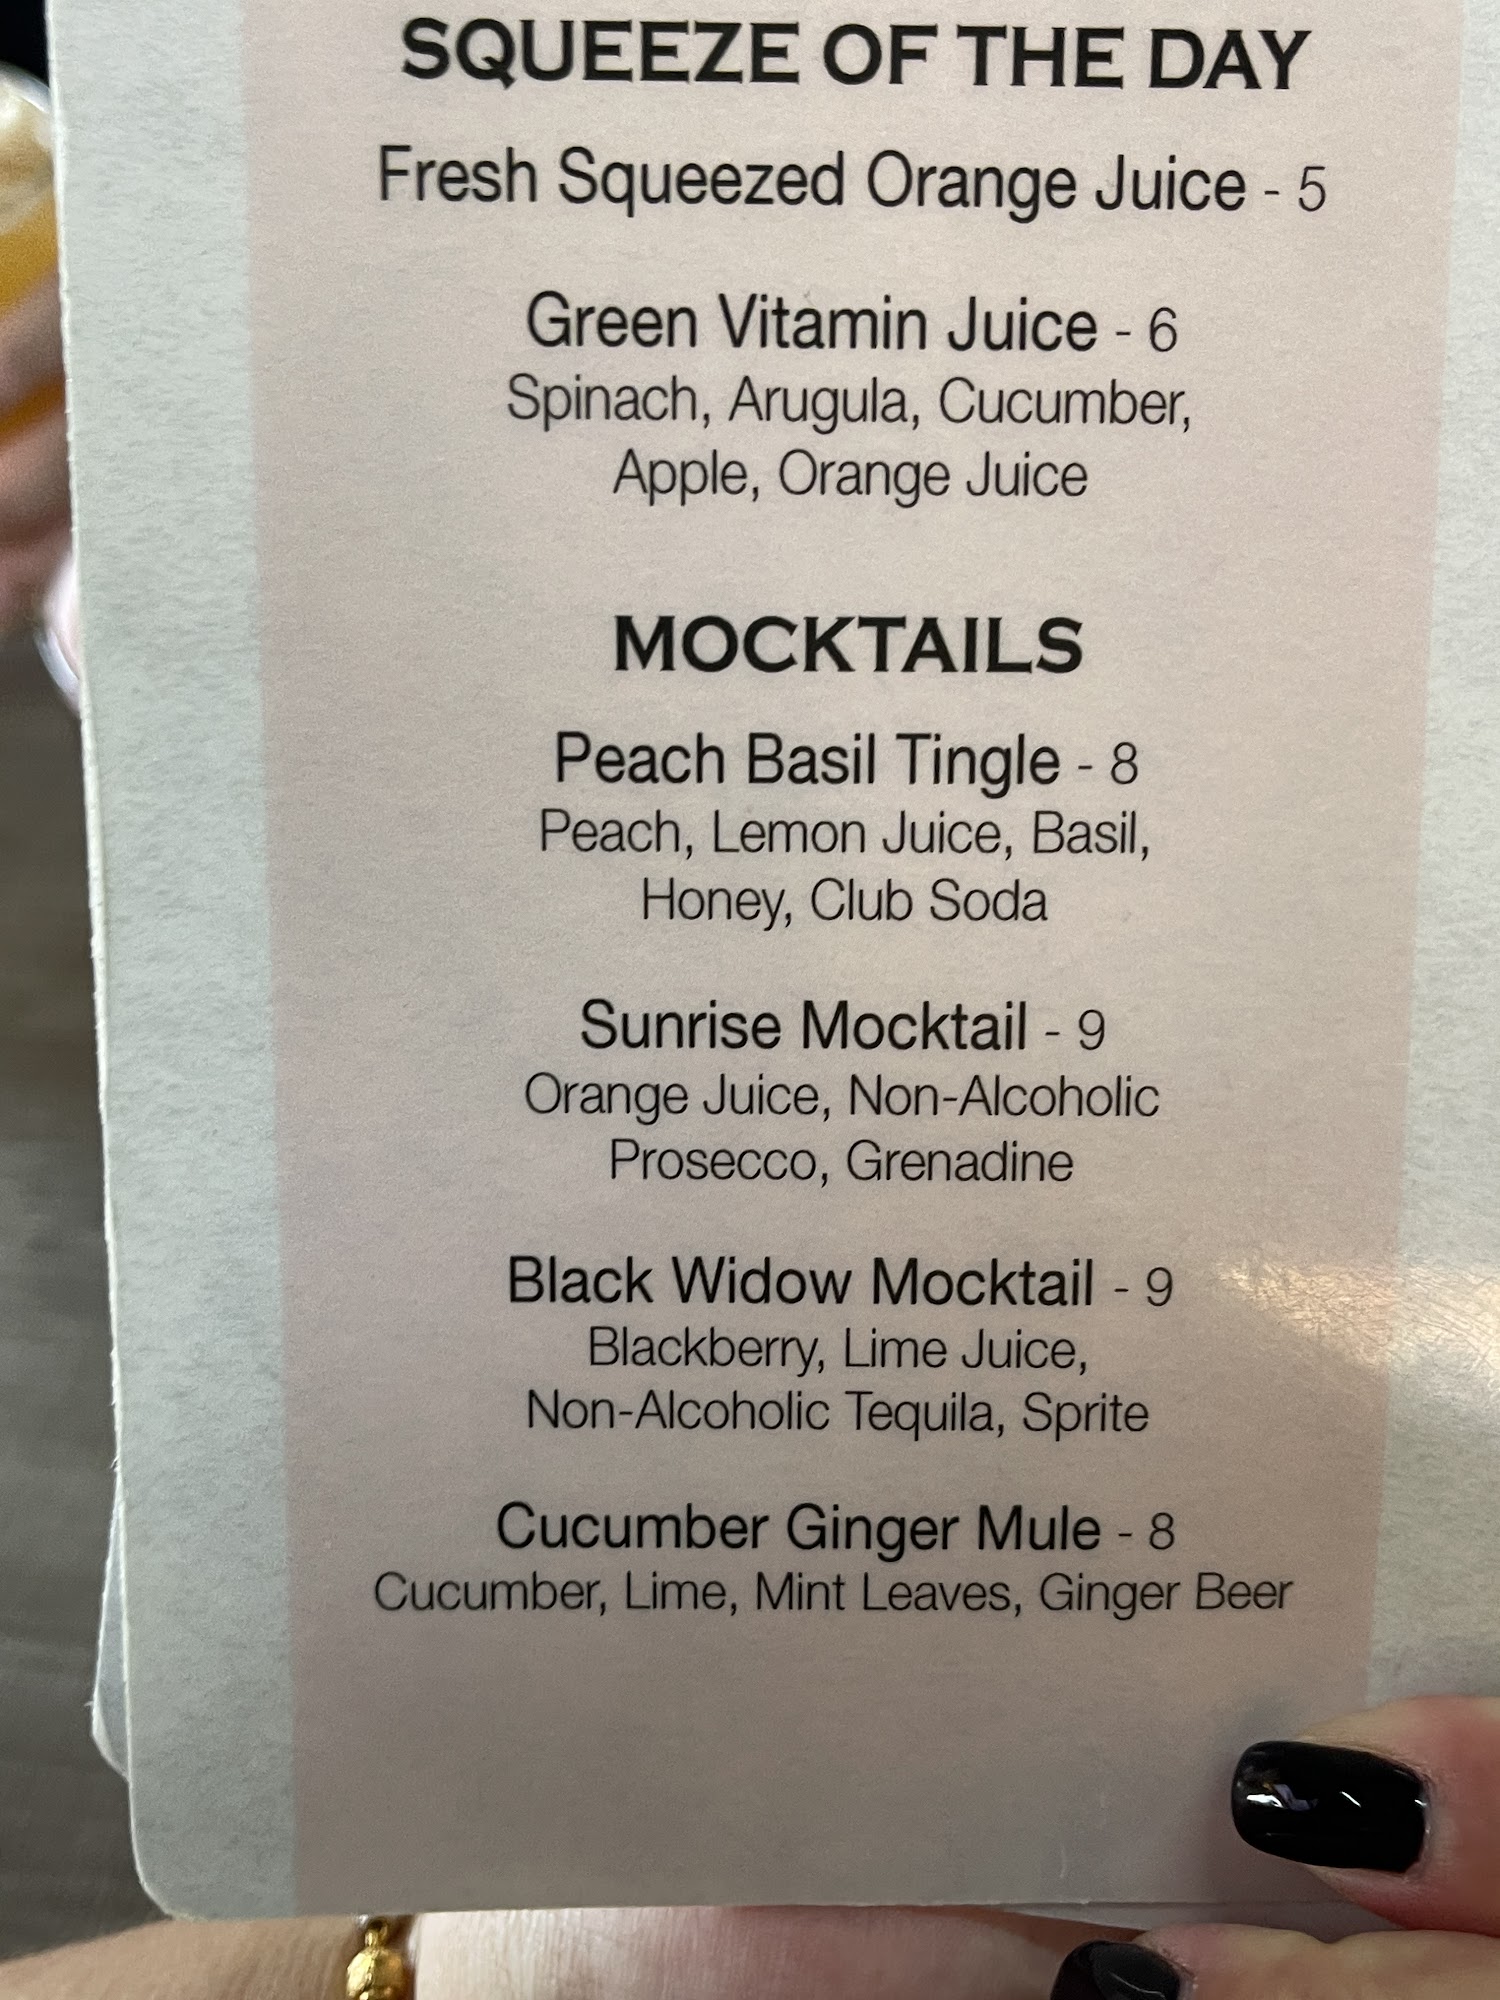 SQUEEZE OF THE DAY
Fresh Squeezed Orange Juice - 5
Green Vitamin Juice - 6
Spinach, Arugula, Cucumber,
Apple, Orange Juice
MOCKTAILS
Peach Basil Tingle - 8
Peach, Lemon Juice, Basil,
Honey, Club Soda
Sunrise Mocktail - 9
Orange Juice, Non-Alcoholic
Prosecco, Grenadine
Black Widow Mocktail - 9
Blackberry, Lime Juice,
Non-Alcoholic Tequila, Sprite
Cucumber Ginger Mule - 8
Cucumber, Lime, Mint Leaves, Ginger Beer